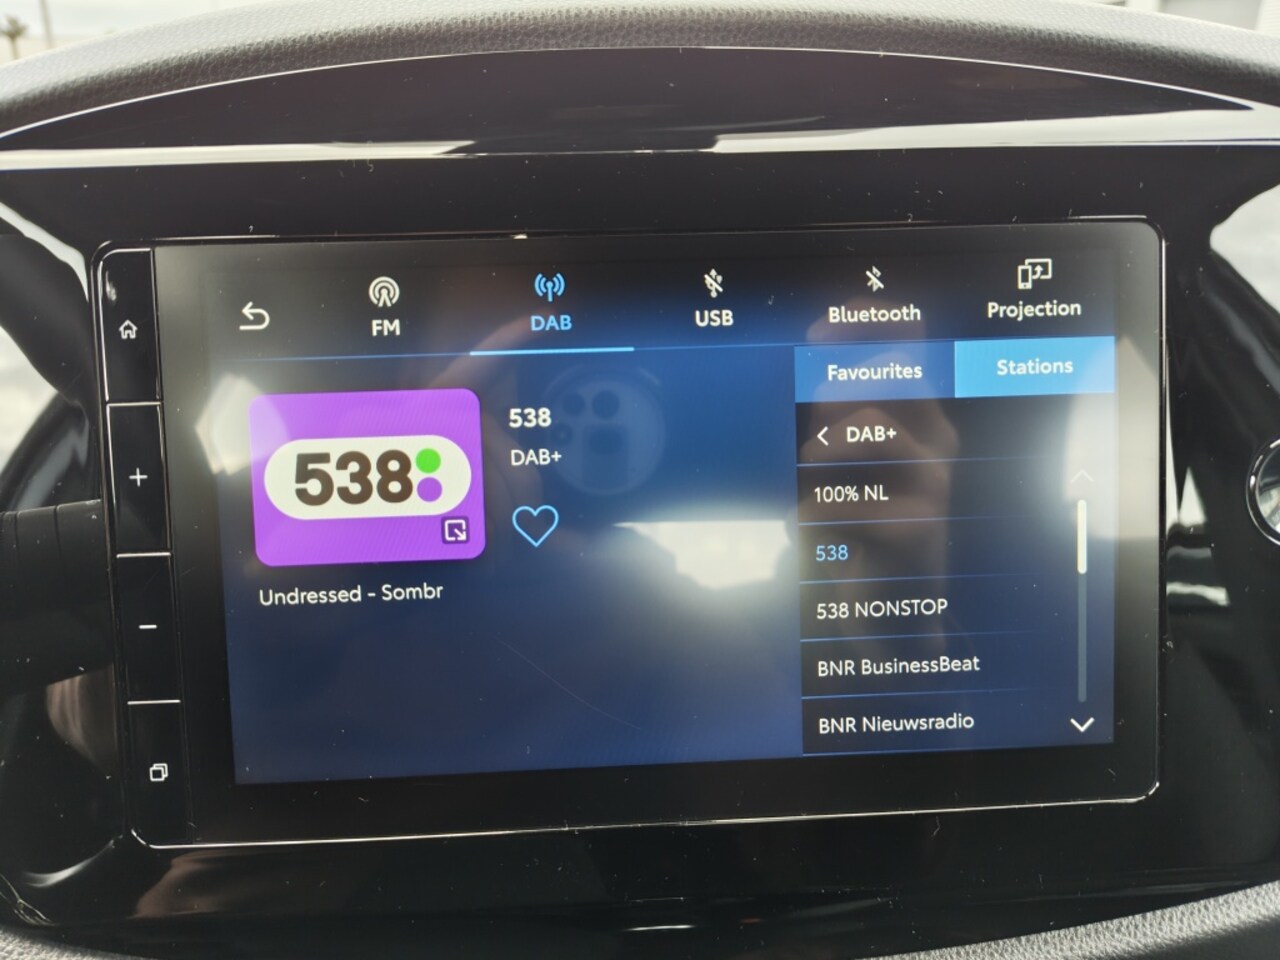 FM
DAB
USB
Bluetooth
Projection
Favourites
Stations
538
538
DAB+
Undressed - Sombr
DAB+
100% NL
538
538 NONSTOP
BNR BusinessBeat
BNR Nieuwsradio
+
-